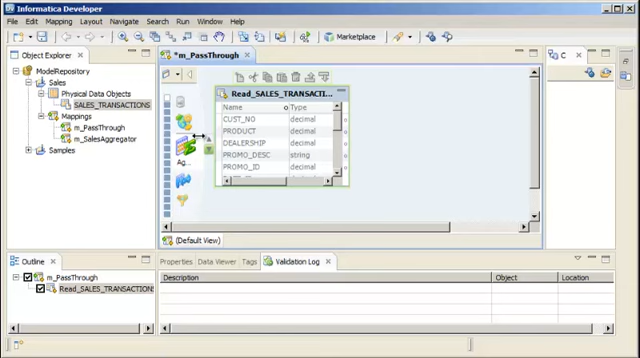 Informatica Developer
File Edit Mapping Layout Navigate Search Run Window
Marketplace
Object Explorer
ModelRepository
Sales
Physical Data Objects
SALES_TRANSACTIONS
Mappings
m_PassThrough
m_SalesAggregator
Samples
*m_PassThrough
Ag...
Read_SALES_TRANSACTI...
Name Type
CUST_NO decimal
PRODUCT decimal
DEALERSHIP decimal
PROMO_DESC string
PROMO_ID decimal
(Default View)
C
Outline
m_PassThrough
Read_SALES_TRANSACTIONS
Properties Data Viewer Tags Validation Log
Description Object Location